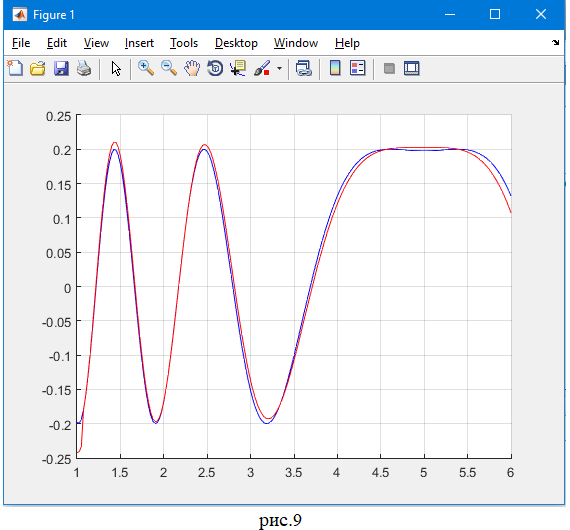 Figure 1
File Edit View Insert Tools Desktop Window Help
0.25
0.2
0.15
0.1
0.05
0
-0.05
-0.1
-0.15
-0.2
-0.25
1 1.5 2 2.5 3 3.5 4 4.5 5 5.5 6
рис.9